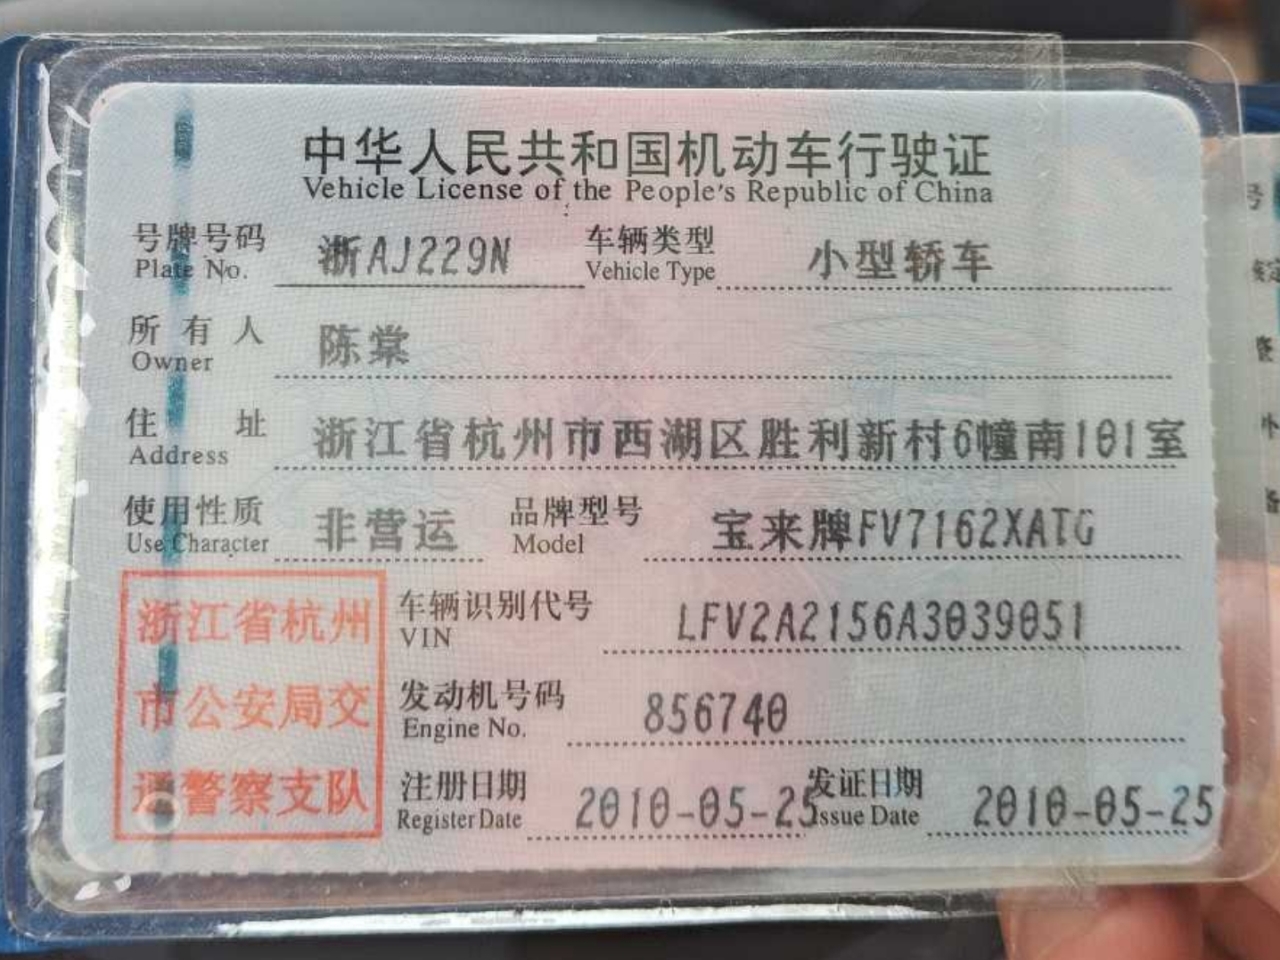 中华人民共和国机动车行驶证
Vehicle License of the People's Republic of China
号牌号码 浙AJ229N 车辆类型 小型轿车
Plate No. Vehicle Type
所有人 陈棠
Owner
住址 浙江省杭州市西湖区胜利新村6幢南101室
Address
使用性质 非营运 品牌型号 宝来牌FV7162XATG
Use Character Model
浙江省杭州
市公安局交
通警察支队
车辆识别代号 LFV2A2156A3039051
VIN
发动机号码 856740
Engine No.
注册日期 2010-05-25 发证日期 2010-05-25
Register Date Issue Date
号